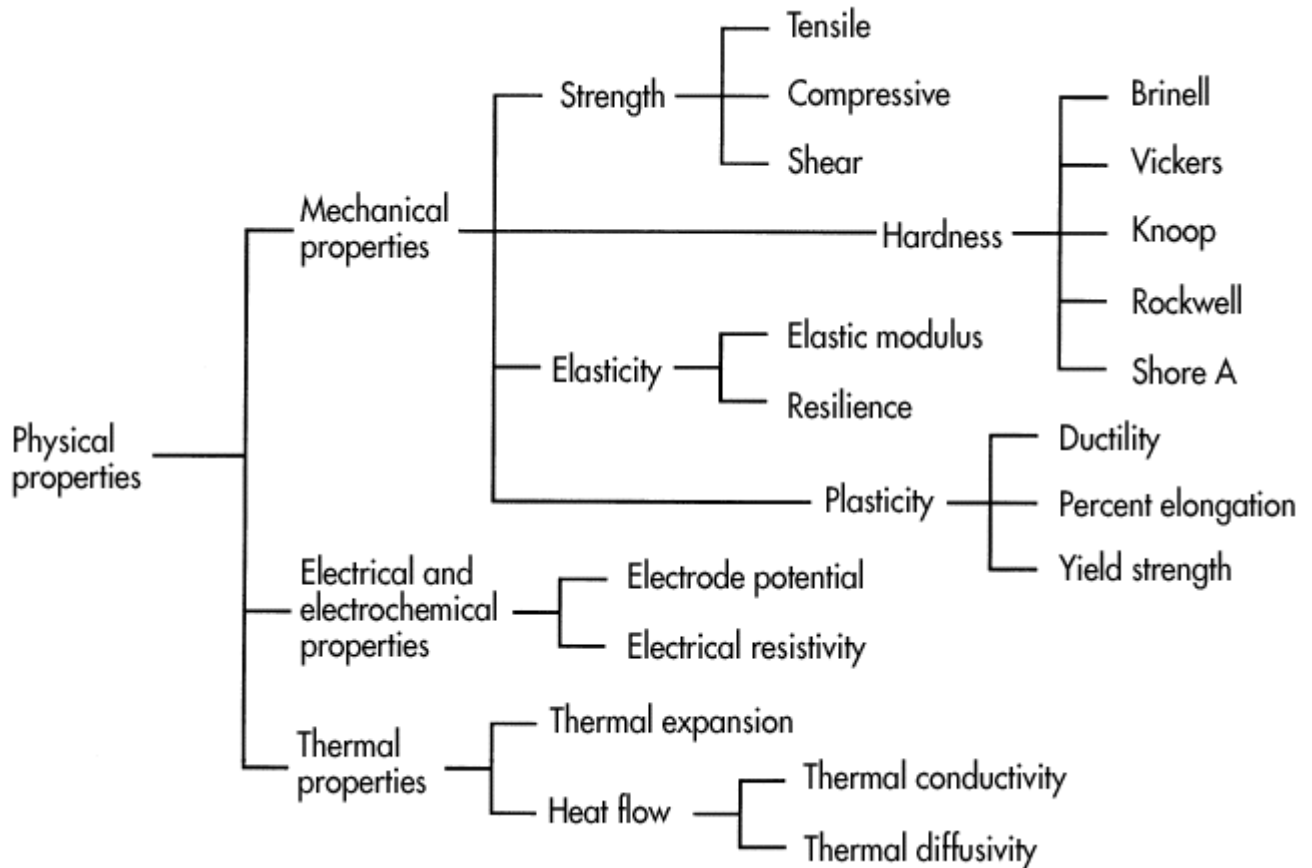 Tensile
Strength
Compressive
Shear
Brinell
Vickers
Knoop
Rockwell
Shore A
Mechanical
properties
Hardness
Elasticity
Elastic modulus
Resilience
Physical
properties
Plasticity
Ductility
Percent elongation
Yield strength
Electrical and
electrochemical
properties
Electrode potential
Electrical resistivity
Thermal
properties
Thermal expansion
Heat flow
Thermal conductivity
Thermal diffusivity